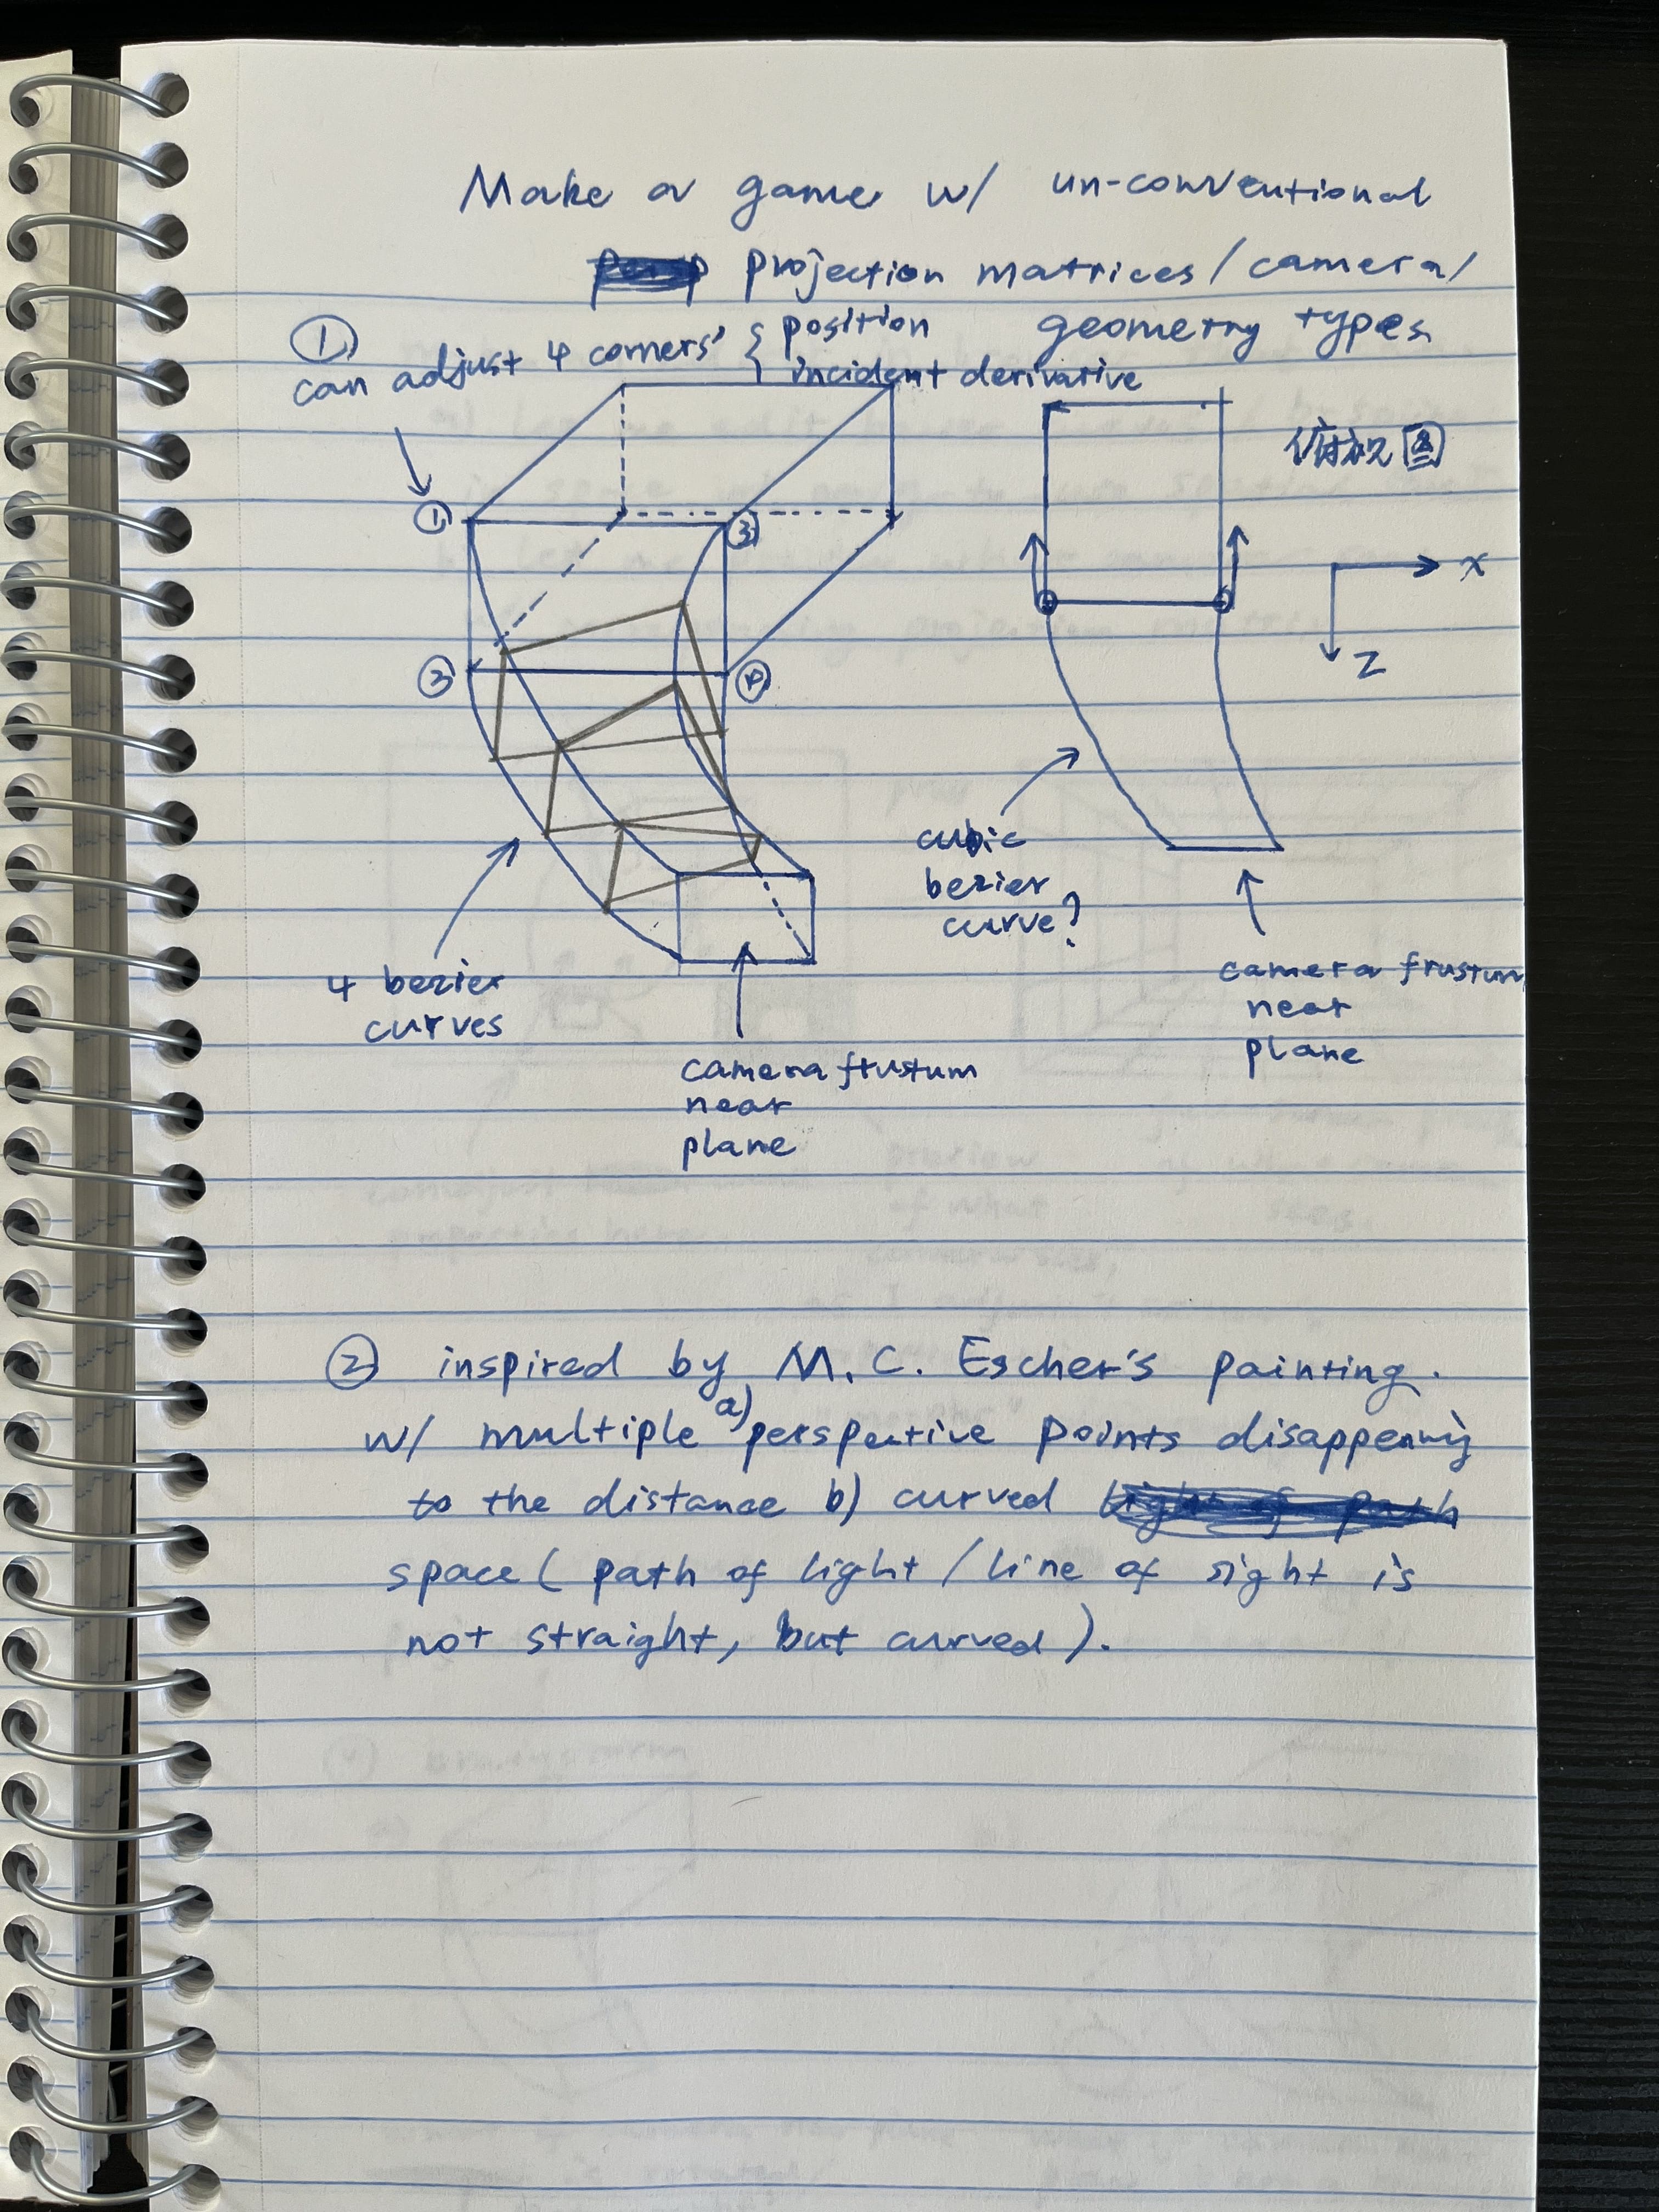 Make a game w/ un-conventional
projection matrices/camera/
geometry types
①
can adjust 4 corners' { position
incident derivative
俯视图
① ③
② ④
x
z
cubic
bezier
curve?
4 bezier
curves
camera frustum
near
plane
camera frustum
near
plane
② inspired by M.C. Escher's painting.
w/ multiple a) perspective points disappearing
to the distance b) curved
space ( path of light / line of sight is
not straight, but curved ).